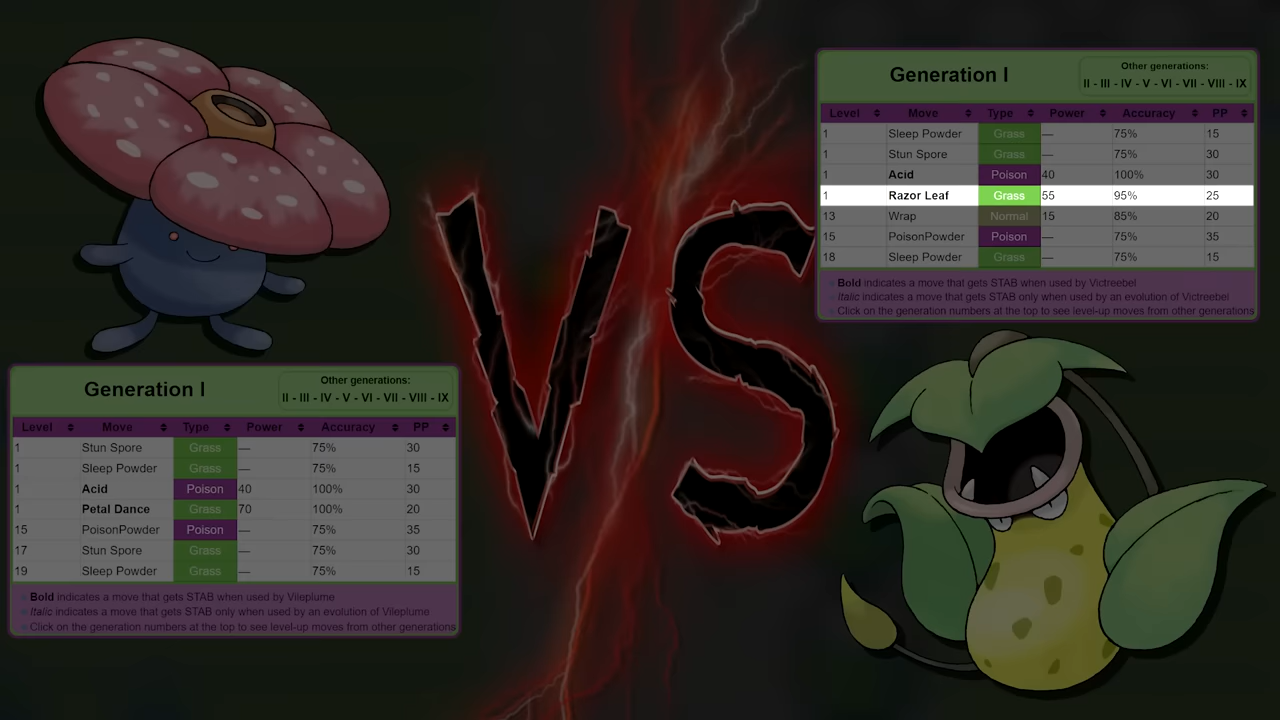 VS
Generation I
Other generations:
II - III - IV - V - VI - VII - VIII - IX
Level Move Type Power Accuracy PP
1 Sleep Powder Grass — 75% 15
1 Stun Spore Grass — 75% 30
1 Acid Poison 40 100% 30
1 Razor Leaf Grass 55 95% 25
13 Wrap Normal 15 85% 20
15 PoisonPowder Poison — 75% 35
18 Sleep Powder Grass — 75% 15
Bold indicates a move that gets STAB when used by Victreebel
Italic indicates a move that gets STAB only when used by an evolution of Victreebel
Click on the generation numbers at the top to see level-up moves from other generations
Generation I
Other generations:
II - III - IV - V - VI - VII - VIII - IX
Level Move Type Power Accuracy PP
1 Stun Spore Grass — 75% 30
1 Sleep Powder Grass — 75% 15
1 Acid Poison 40 100% 30
1 Petal Dance Grass 70 100% 20
15 PoisonPowder Poison — 75% 35
17 Stun Spore Grass — 75% 30
19 Sleep Powder Grass — 75% 15
Bold indicates a move that gets STAB when used by Vileplume
Italic indicates a move that gets STAB only when used by an evolution of Vileplume
Click on the generation numbers at the top to see level-up moves from other generations